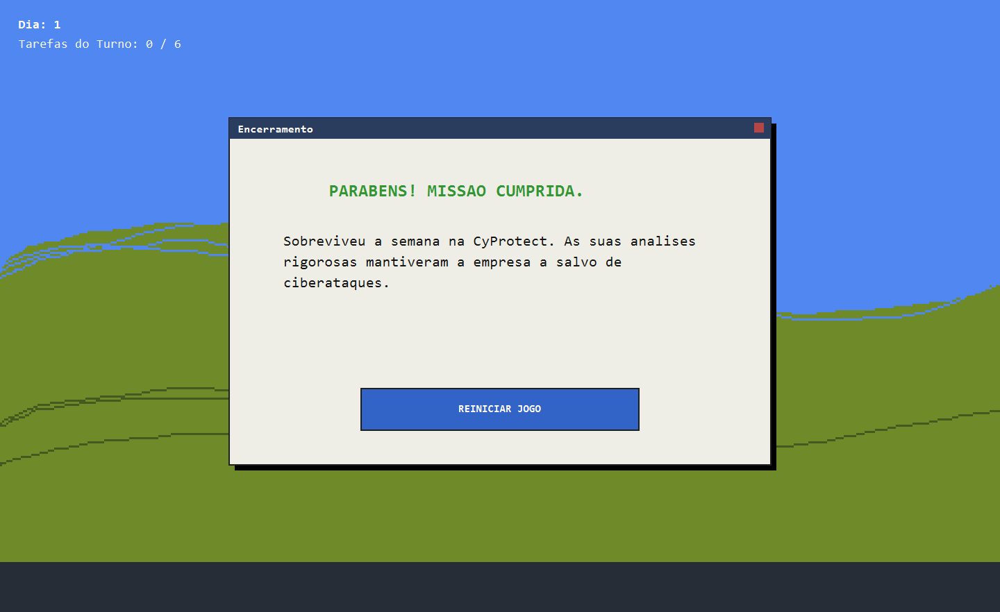 Dia: 1
Tarefas do Turno: 0 / 6
Encerramento
PARABENS! MISSAO CUMPRIDA.
Sobreviveu a semana na CyProtect. As suas analises
rigorosas mantiveram a empresa a salvo de
ciberataques.
REINICIAR JOGO